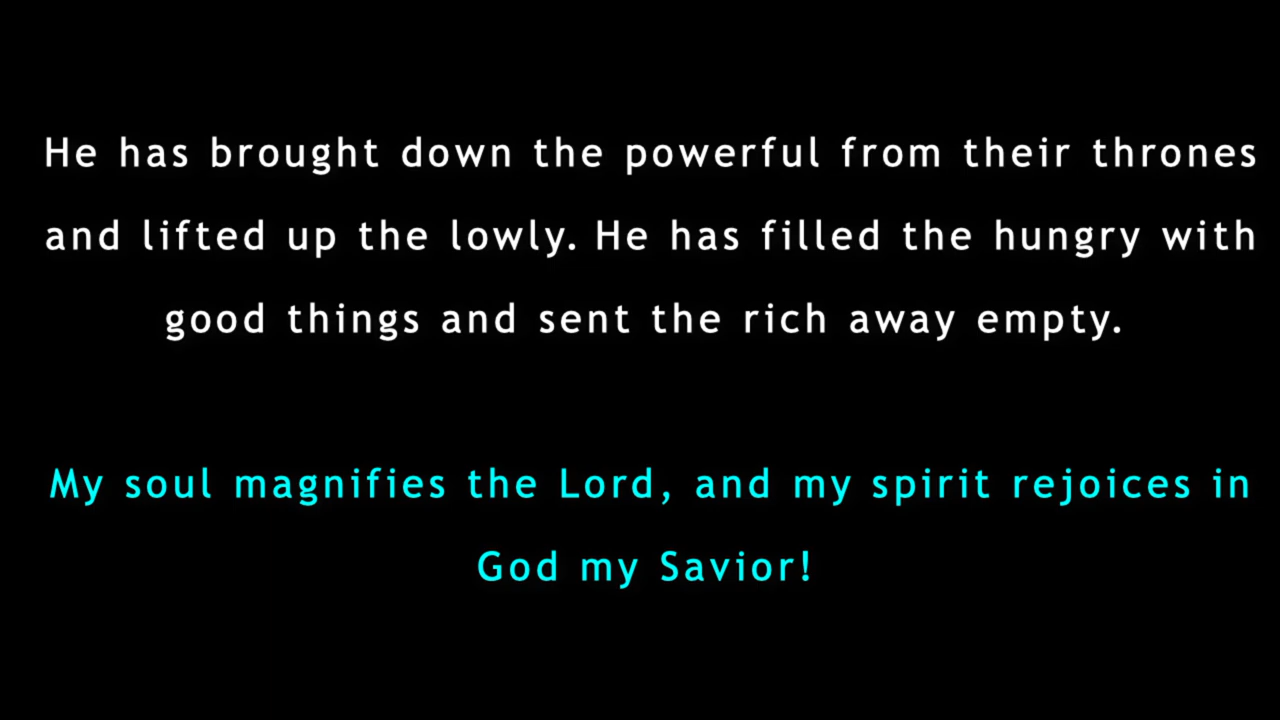 He has brought down the powerful from their thrones
and lifted up the lowly. He has filled the hungry with
good things and sent the rich away empty.
My soul magnifies the Lord, and my spirit rejoices in
God my Savior!